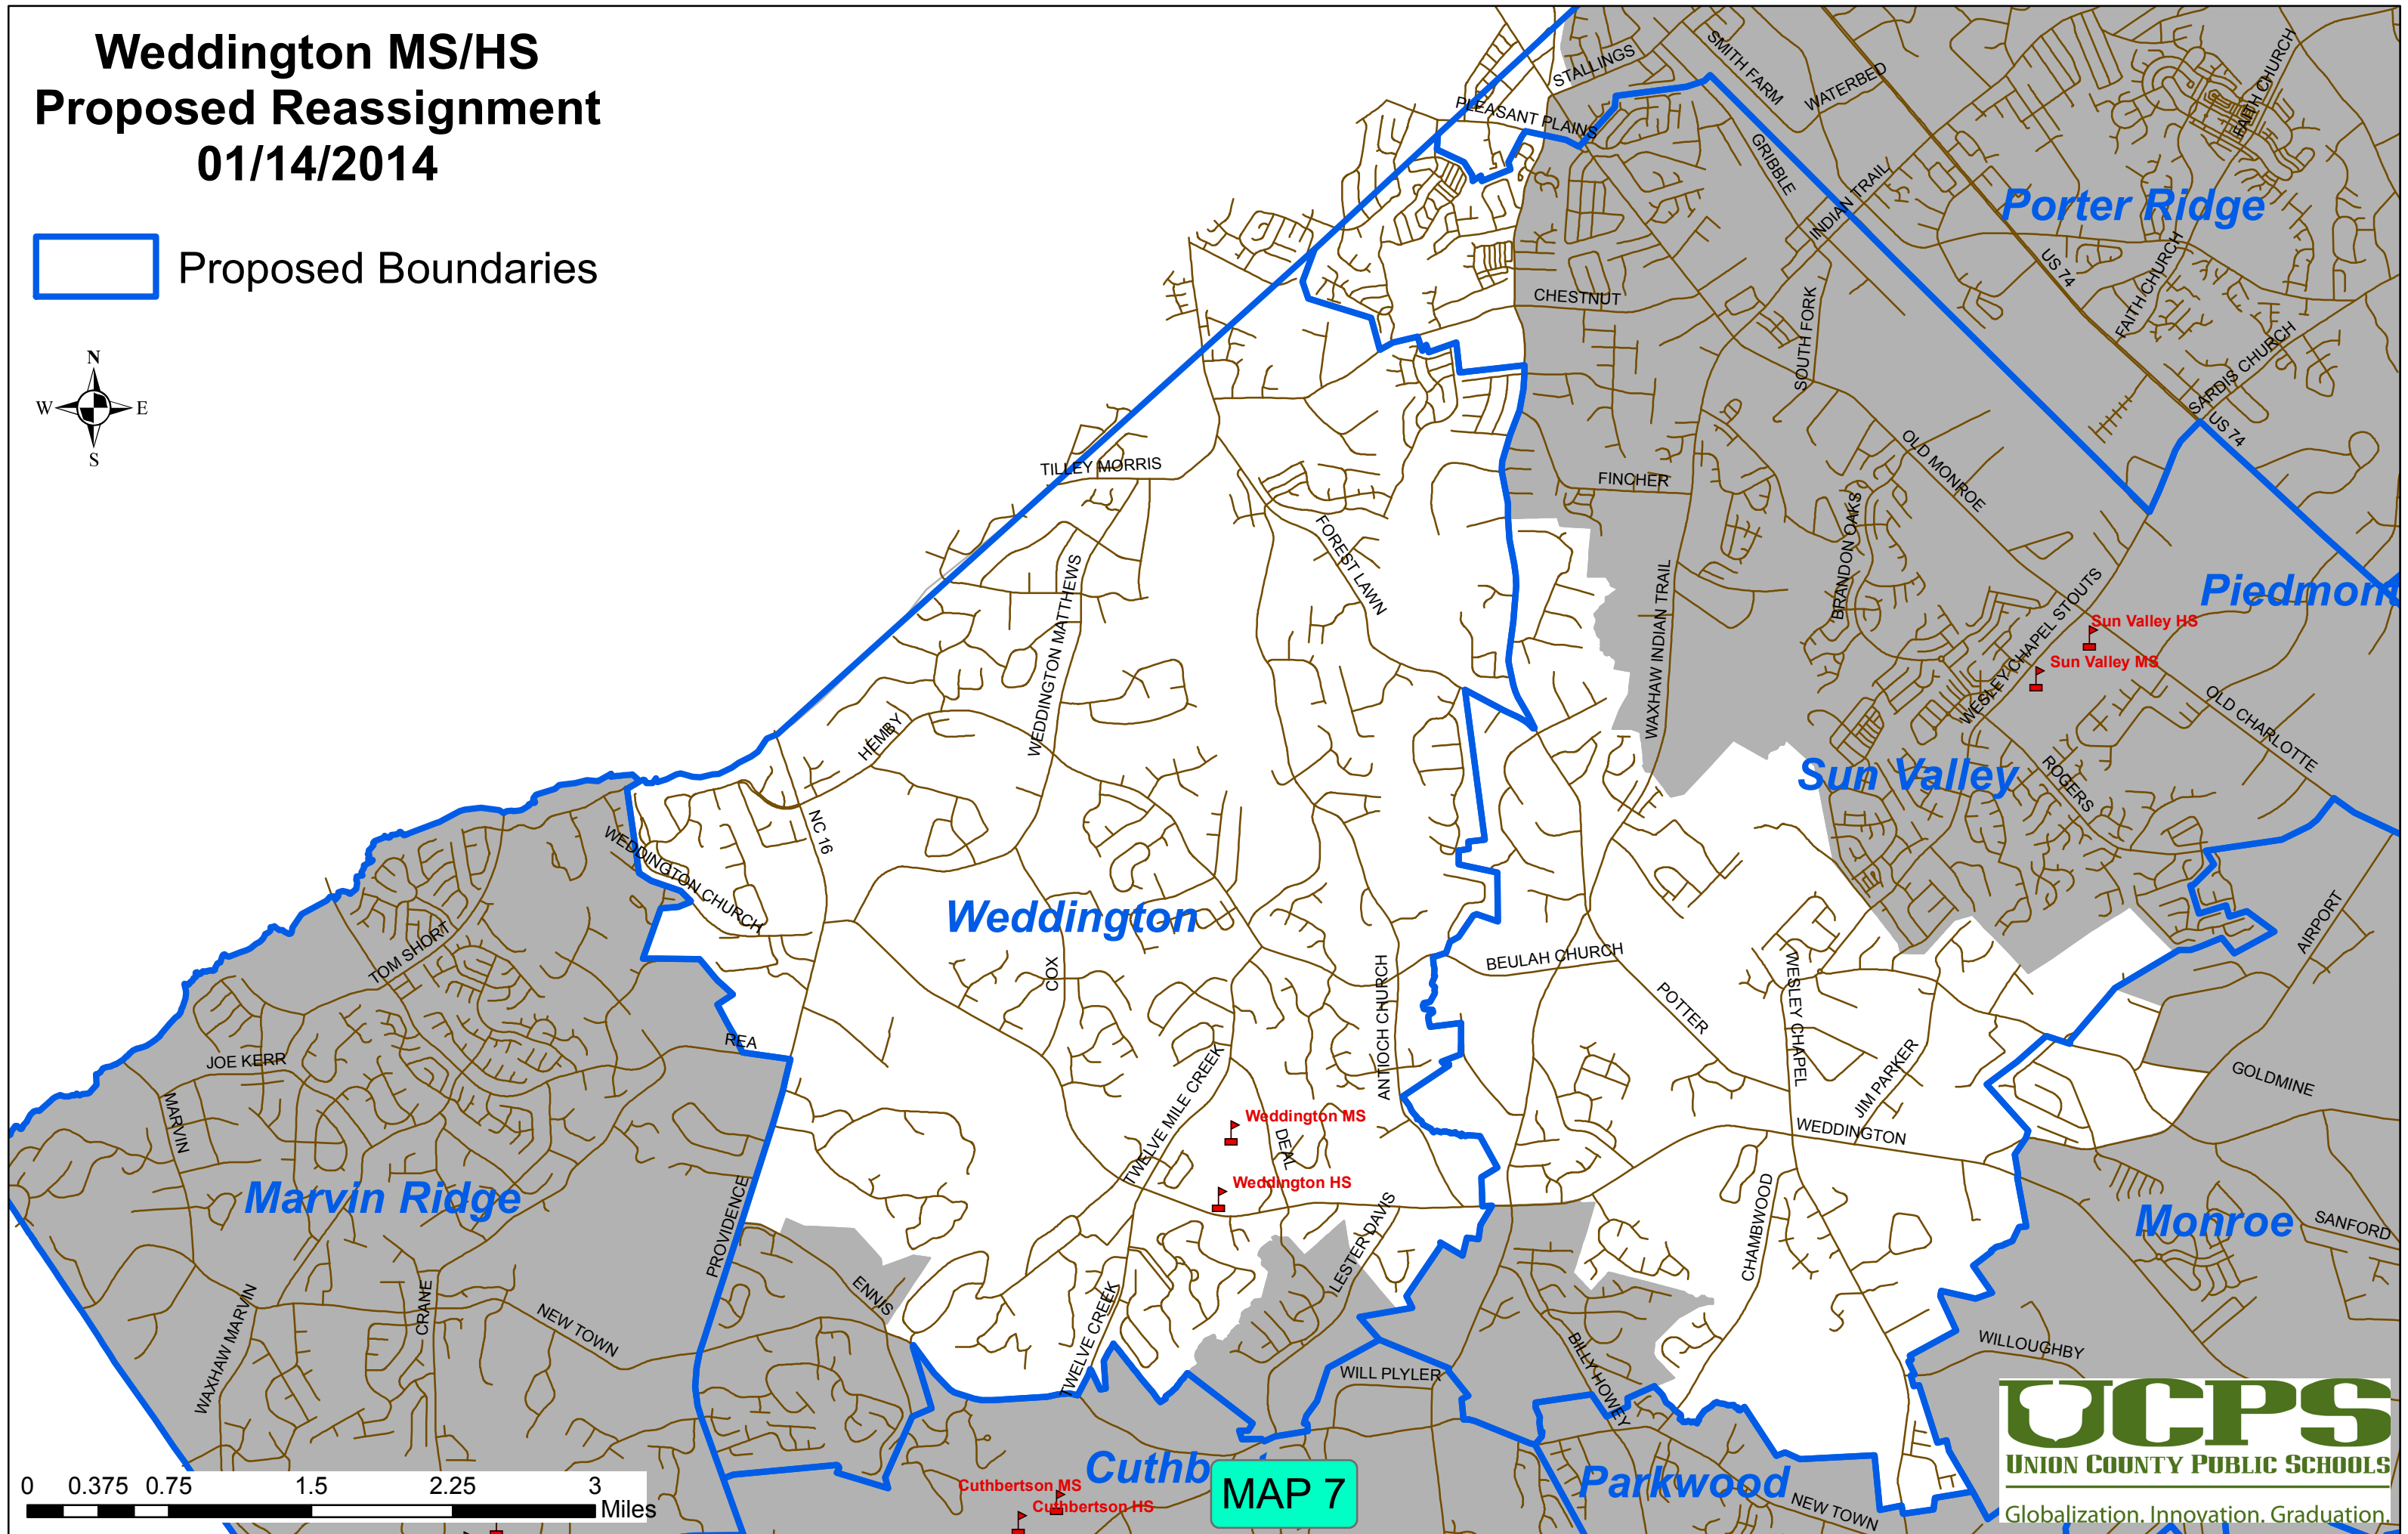 Weddington MS/HS
Proposed Reassignment
01/14/2014
Proposed Boundaries
N
W
E
S
STALLINGS
SMITH FARM
WATERBED
FAITH CHURCH
FAITH CHURCH
PLEASANT PLAINS
GRIBBLE
INDIAN TRAIL
Porter Ridge
US 74
FAITH CHURCH
CHESTNUT
SOUTH FORK
SARDIS CHURCH
US 74
TILLEY MORRIS
FINCHER
OLD MONROE
FOREST LAWN
BRANDON OAKS
WEDDINGTON MATTHEWS
WAXHAW INDIAN TRAIL
WESLEY CHAPEL STOUTS
Piedmont
Sun Valley HS
Sun Valley MS
OLD CHARLOTTE
HEMBY
Sun Valley
ROGERS
NC 16
WEDDINGTON CHURCH
Weddington
TOM SHORT
COX
ANTIOCH CHURCH
BEULAH CHURCH
POTTER
WESLEY CHAPEL
AIRPORT
REA
JOE KERR
MARVIN
TWELVE MILE CREEK
JIM PARKER
GOLDMINE
Weddington MS
DEAL
WEDDINGTON
Weddington HS
Marvin Ridge
PROVIDENCE
LESTER DAVIS
CHAMBWOOD
Monroe
SANFORD
WAXHAW MARVIN
CRANE
NEW TOWN
ENNIS
TWELVE CREEK
WILL PLYLER
BILLY HOWEY
WILLOUGHBY
UCPS
UNION COUNTY PUBLIC SCHOOLS
Globalization. Innovation. Graduation.
Cuthbertson MS
Cuthbertson HS
MAP 7
Parkwood
NEW TOWN
0 0.375 0.75 1.5 2.25 3
Miles